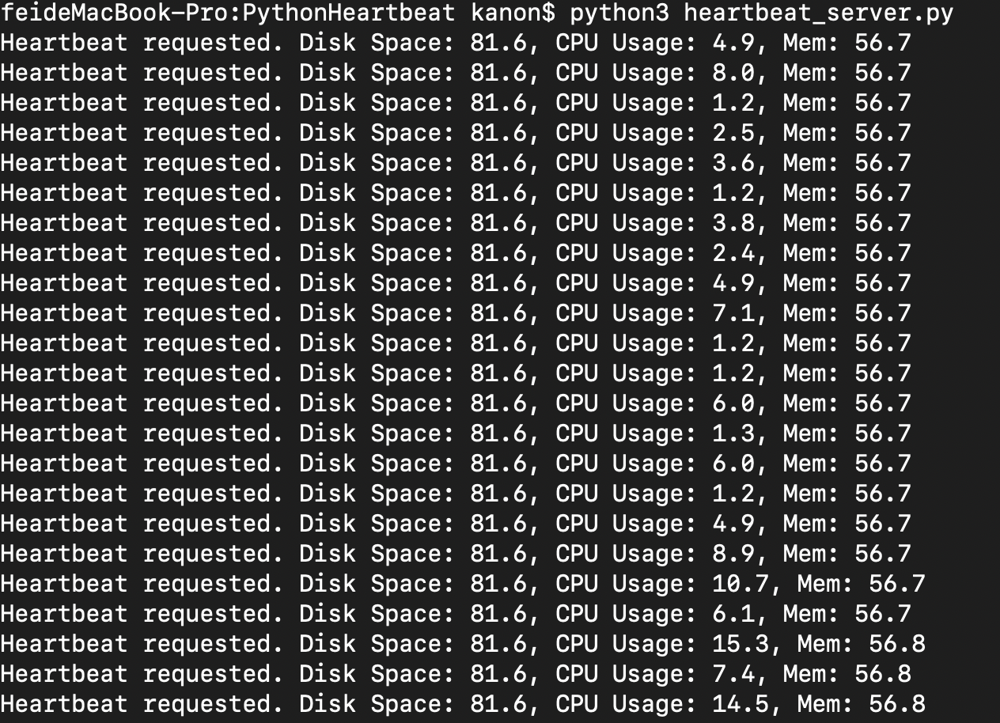 feideMacBook-Pro:PythonHeartbeat kanon$ python3 heartbeat_server.py
Heartbeat requested. Disk Space: 81.6, CPU Usage: 4.9, Mem: 56.7
Heartbeat requested. Disk Space: 81.6, CPU Usage: 8.0, Mem: 56.7
Heartbeat requested. Disk Space: 81.6, CPU Usage: 1.2, Mem: 56.7
Heartbeat requested. Disk Space: 81.6, CPU Usage: 2.5, Mem: 56.7
Heartbeat requested. Disk Space: 81.6, CPU Usage: 3.6, Mem: 56.7
Heartbeat requested. Disk Space: 81.6, CPU Usage: 1.2, Mem: 56.7
Heartbeat requested. Disk Space: 81.6, CPU Usage: 3.8, Mem: 56.7
Heartbeat requested. Disk Space: 81.6, CPU Usage: 2.4, Mem: 56.7
Heartbeat requested. Disk Space: 81.6, CPU Usage: 4.9, Mem: 56.7
Heartbeat requested. Disk Space: 81.6, CPU Usage: 7.1, Mem: 56.7
Heartbeat requested. Disk Space: 81.6, CPU Usage: 1.2, Mem: 56.7
Heartbeat requested. Disk Space: 81.6, CPU Usage: 1.2, Mem: 56.7
Heartbeat requested. Disk Space: 81.6, CPU Usage: 6.0, Mem: 56.7
Heartbeat requested. Disk Space: 81.6, CPU Usage: 1.3, Mem: 56.7
Heartbeat requested. Disk Space: 81.6, CPU Usage: 6.0, Mem: 56.7
Heartbeat requested. Disk Space: 81.6, CPU Usage: 1.2, Mem: 56.7
Heartbeat requested. Disk Space: 81.6, CPU Usage: 4.9, Mem: 56.7
Heartbeat requested. Disk Space: 81.6, CPU Usage: 8.9, Mem: 56.7
Heartbeat requested. Disk Space: 81.6, CPU Usage: 10.7, Mem: 56.7
Heartbeat requested. Disk Space: 81.6, CPU Usage: 6.1, Mem: 56.7
Heartbeat requested. Disk Space: 81.6, CPU Usage: 15.3, Mem: 56.8
Heartbeat requested. Disk Space: 81.6, CPU Usage: 7.4, Mem: 56.8
Heartbeat requested. Disk Space: 81.6, CPU Usage: 14.5, Mem: 56.8